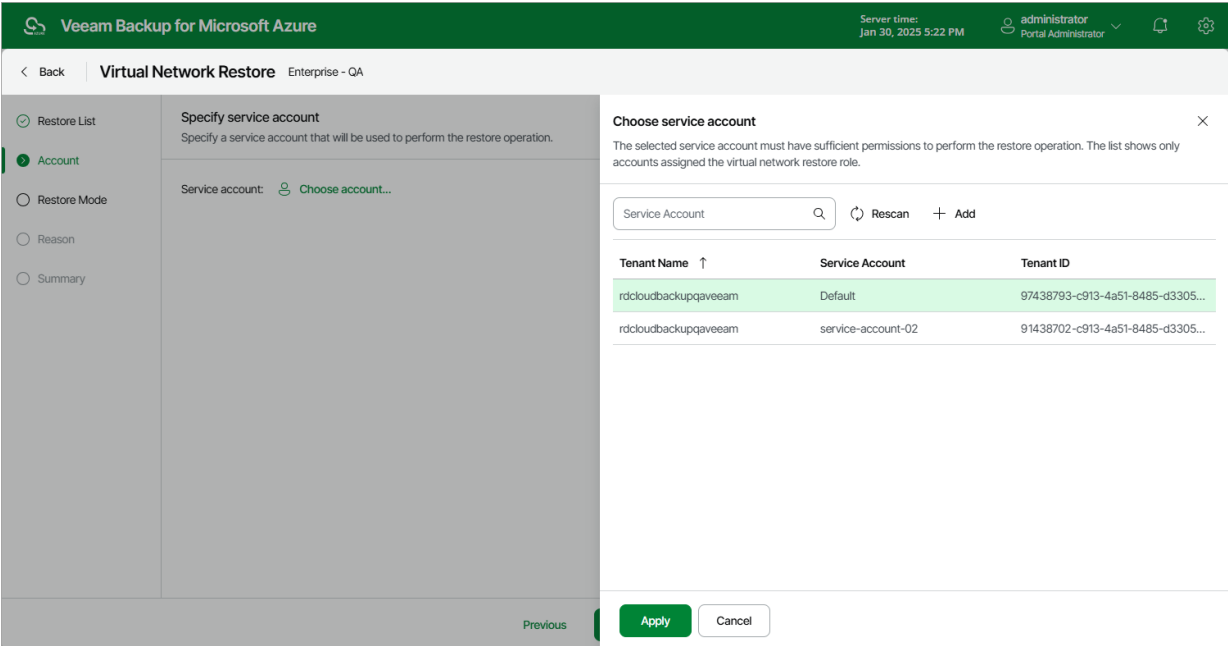 Veeam Backup for Microsoft Azure
Server time:
Jan 30, 2025 5:22 PM
administrator
Portal Administrator
Back
Virtual Network Restore
Enterprise - QA
Restore List
Account
Restore Mode
Reason
Summary
Specify service account
Specify a service account that will be used to perform the restore operation.
Service account:
Choose account...
Previous
Choose service account
The selected service account must have sufficient permissions to perform the restore operation. The list shows only
accounts assigned the virtual network restore role.
Service Account
Rescan
Add
Tenant Name ↑ Service Account Tenant ID
rdcloudbackupqaveeam Default 97438793-c913-4a51-8485-d3305...
rdcloudbackupqaveeam service-account-02 91438702-c913-4a51-8485-d3305...
Apply
Cancel